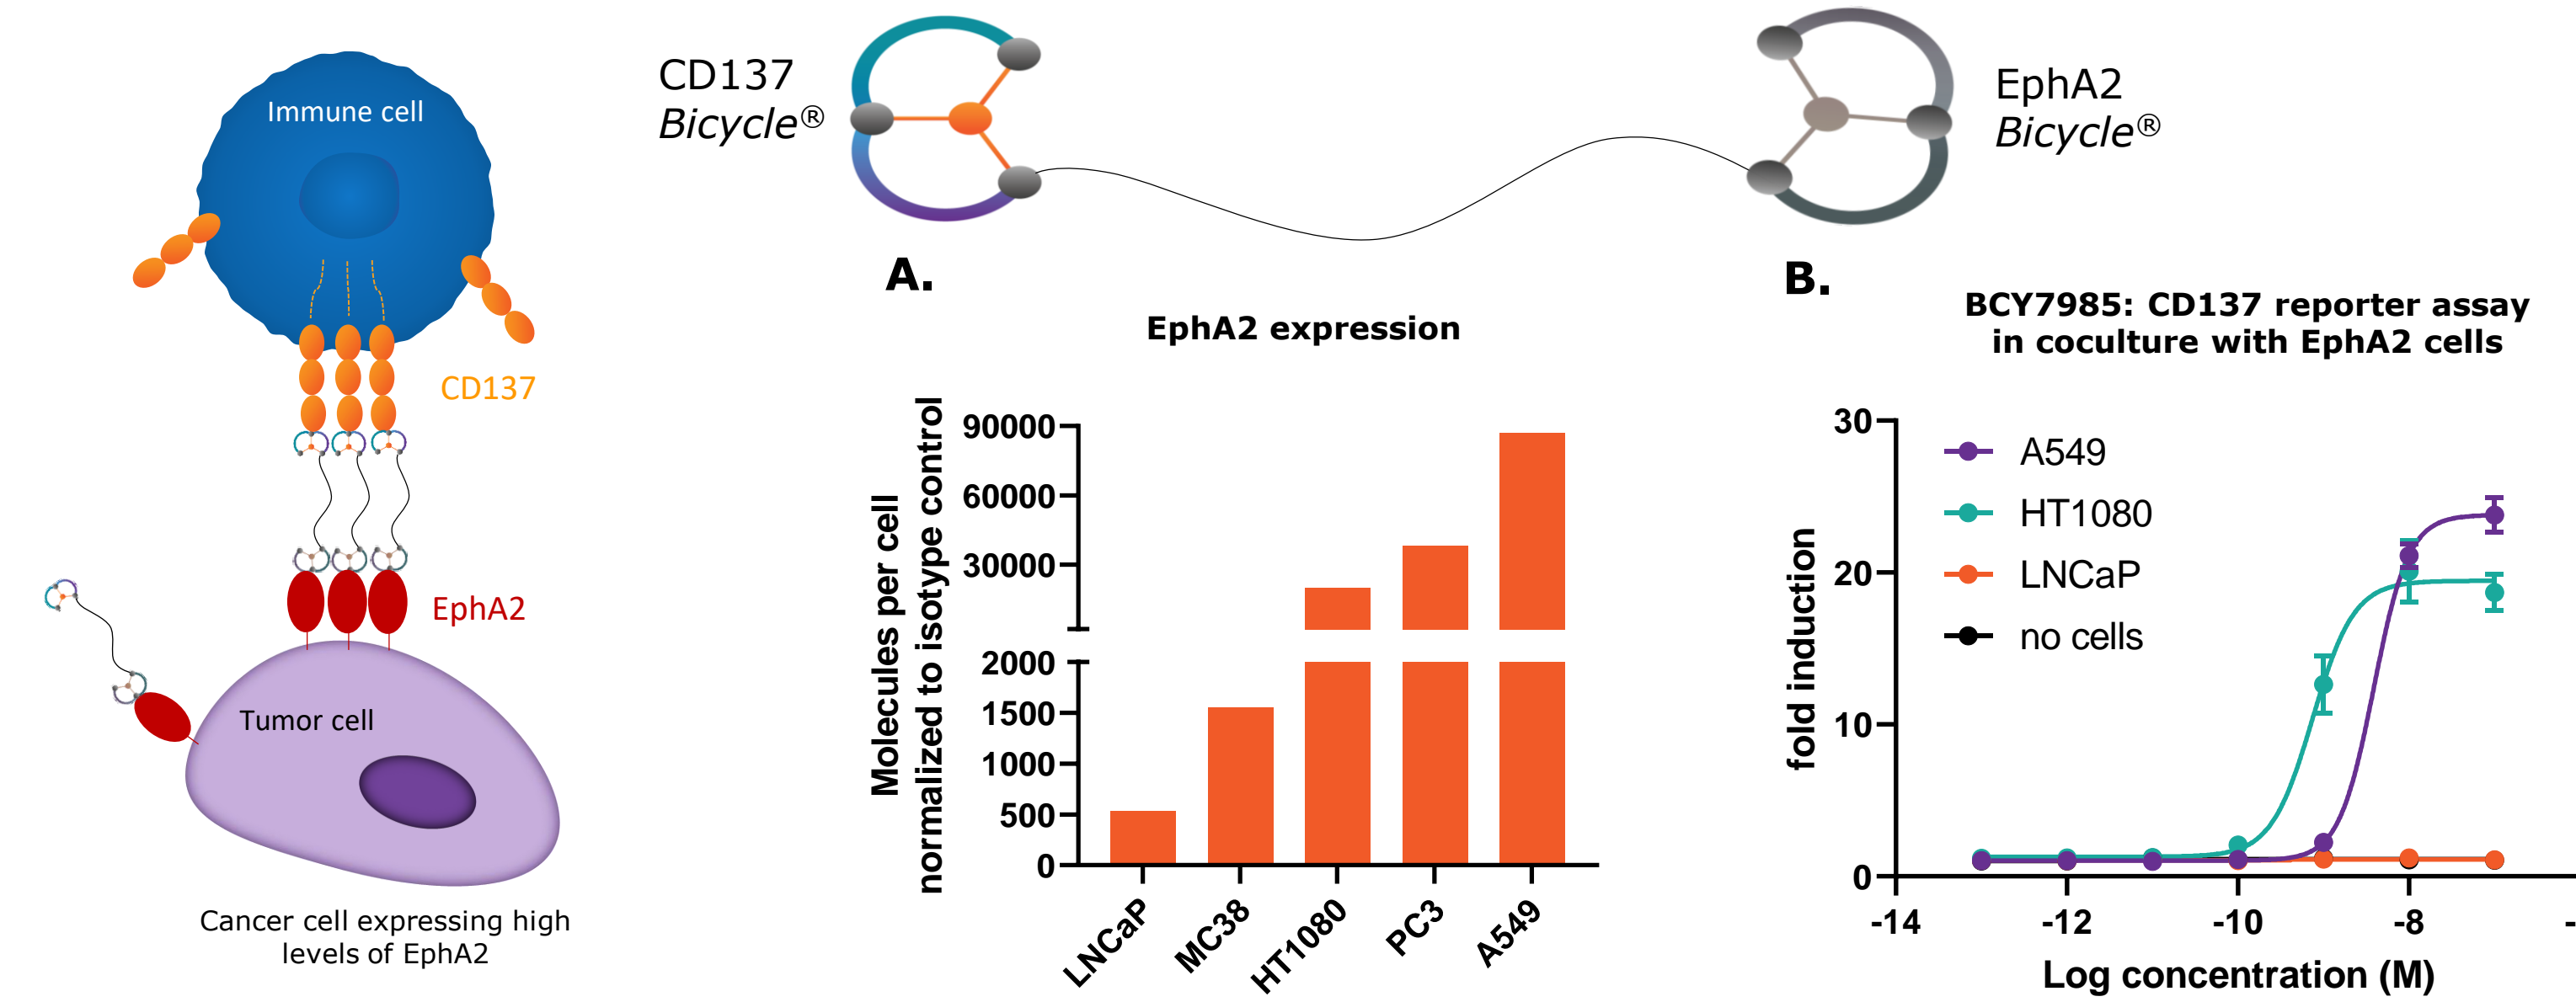 Immune cell
CD137
EphA2
Tumor cell
Cancer cell expressing high
levels of EphA2
CD137
Bicycle®
EphA2
Bicycle®
A.
EphA2 expression
Molecules per cell
normalized to isotype control
90000
60000
30000
2000
1500
1000
500
0
LNCaP
MC38
HT1080
PC3
A549
B.
BCY7985: CD137 reporter assay
in coculture with EphA2 cells
fold induction
30
20
10
0
A549
HT1080
LNCaP
no cells
-14
-12
-10
-8
Log concentration (M)